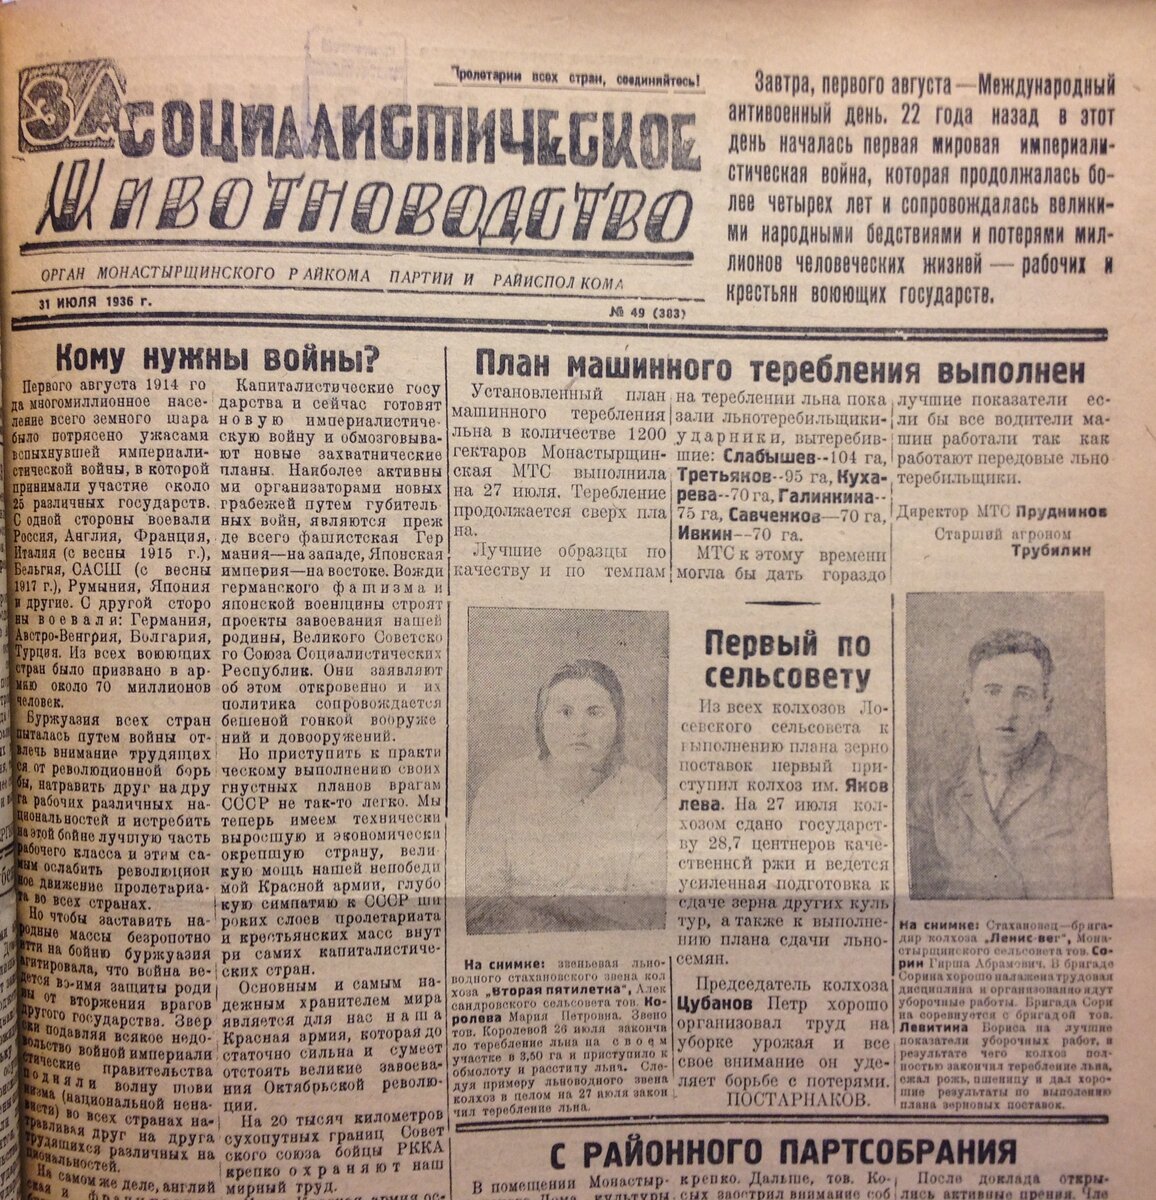 Пролетарии всех стран, соединяйтесь!
ЗА СОЦИАЛИСТИЧЕСКОЕ
ЖИВОТНОВОДСТВО
ОРГАН МОНАСТЫРЩИНСКОГО РАЙКОМА ПАРТИИ И РАЙИСПОЛКОМА
31 ИЮЛЯ 1936 г.
№ 49 (383)
Завтра, первого августа — Международный
антивоенный день. 22 года назад в этот
день началась первая мировая империали-
стическая война, которая продолжалась бо-
лее четырех лет и сопровождалась велики-
ми народными бедствиями и потерями мил-
лионов человеческих жизней — рабочих и
крестьян воюющих государств.
Кому нужны войны?
Первого августа 1914 го
да многомиллионное насе-
ление всего земного шара
было потрясено ужасами
вспыхнувшей империали-
стической войны, в которой
принимали участие около
25 различных государств.
С одной стороны воевали
Россия, Англия, Франция,
Италия (с весны 1915 г.),
Бельгия, САСШ (с весны
1917 г.), Румыния, Япония
и другие. С другой сторо
ны воевали: Германия,
Австро-Венгрия, Болгария,
Турция. Из всех воюющих
стран было призвано в ар-
мию около 70 миллионов
человек.
Буржуазия всех стран
пыталась путем войны от-
влечь внимание трудящих
ся от революционной борь
бы, натравить друг на дру
га рабочих различных на-
циональностей и истребить
на этой бойне лучшую часть
рабочего класса и этим са-
мым ослабить революцион
ное движение пролетариа-
та во всех странах.
Но чтобы заставить на-
родные массы безропотно
итти на бойню буржуазия
агитировала, что война ве-
дется во-имя защиты роди
ны от вторжения врагов
другого государства. Звер
ски подавляя всякое недо-
вольство войной империали
стические правительства
подняли волну шови
низма (национальной нена-
висти) во всех странах на-
травливая друг на друга
трудящихся различных на
циональностей.
На самом же деле, англий
ская и
Капиталистические госу
дарства и сейчас готовят
новую империалистиче-
скую войну и обмозговыва-
ют новые захватнические
планы. Наиболее активны
ми организаторами новых
грабежей путем губитель
ных войн, являются преж
де всего фашистская Гер
мания—на западе, Японская
империя—на востоке. Вожди
германского фашизма и
японской военщины строят
проекты завоевания нашей
родины, Великого Советско
го Союза Социалистических
Республик. Они заявляют
об этом откровенно и их
политика сопровождается
бешеной гонкой вооруже
ний и довооружений.
Но приступить к практи
ческому выполнению своих
гнустных планов врагам
СССР не так-то легко. Мы
теперь имеем технически
выросшую и экономически
окрепшую страну, вели
кую мощь нашей непобеди
мой Красной армии, глубо
кую симпатию к СССР ши
роких слоев пролетариата
и крестьянских масс внут
ри самих капиталистиче-
ских стран.
Основным и самым на-
дежным хранителем мира
является для нас наша
Красная армия, которая до
статочно сильна и сумеет
отстоять великие завоева-
ния Октябрьской револю-
ции.
На 20 тысяч километров
сухопутных границ Совет
ского союза бойцы РККА
крепко охраняют наш
мирный труд.
План машинного теребления выполнен
Установленный план
машинного теребления
льна в количестве 1200
гектаров Монастырщин-
ская МТС выполнила
на 27 июля. Теребление
продолжается сверх пла
на.
Лучшие образцы по
качеству и по темпам
на тереблении льна пока
зали льнотеребильщики-
ударники, вытеребив-
шие: Слабышев--104 га,
Третьяков--95 га, Куха-
рева--70 га, Галинкина--
75 га, Савченков—70 га,
Ивкин—70 га.
МТС к этому времени
могла бы дать гораздо
лучшие показатели ес-
ли бы все водители ма-
шин работали так как
работают передовые льно
теребильщики.
Директор МТС Прудников
Старший агроном
Трубилин
На снимке: звеньевая льно-
водного стахановского звена кол
хоза „Вторая пятилетка", Алек
сандровского сельсовета тов. Ко-
ролева Мария Петровна. Звено
тов. Королевой 26 июля закончи
ло теребление льна на своем
участке в 3,50 га и приступило к
обмолоту и расстилу льна. Сле-
дуя примеру льноводного звена
колхоз в целом на 27 июля закон
чил теребление льна.
Первый по
сельсовету
Из всех колхозов Ло-
севского сельсовета к
выполнению плана зерно
поставок первый при-
ступил колхоз им. Яков
лева. На 27 июля кол-
хозом сдано государст-
ву 28,7 центнеров каче-
ственной ржи и ведется
усиленная подготовка к
сдаче зерна других куль
тур, а также к выполне-
нию плана сдачи льно-
семян.
Председатель колхоза
Цубанов Петр хорошо
организовал труд на
уборке урожая и все
свое внимание он уде-
ляет борьбе с потерями.
ПОСТАРНАКОВ.
На снимке: Стахановец—брига-
дир колхоза „Ленис вег", Мона-
стырщинского сельсовета тов. Со-
рин Гирша Абрамович. В бригаде
Сорина хорошо налажена трудовая
дисциплина и организованно идут
уборочные работы. Бригада Сори
на соревнуется с бригадой тов.
Левитина Бориса на лучшие
показатели уборочных работ, в
результате чего колхоз пол-
ностью закончил теребление льна,
сжал рожь, пшеницу и дал хоро-
шие результаты по выполнению
плана зерновых поставок.
С РАЙОННОГО ПАРТСОБРАНИЯ
В помещении Монастыр-
крепко. Дальше, тов. Ко-
сых заострил внимание соб
После доклада откры-
лись активные прения. Чле